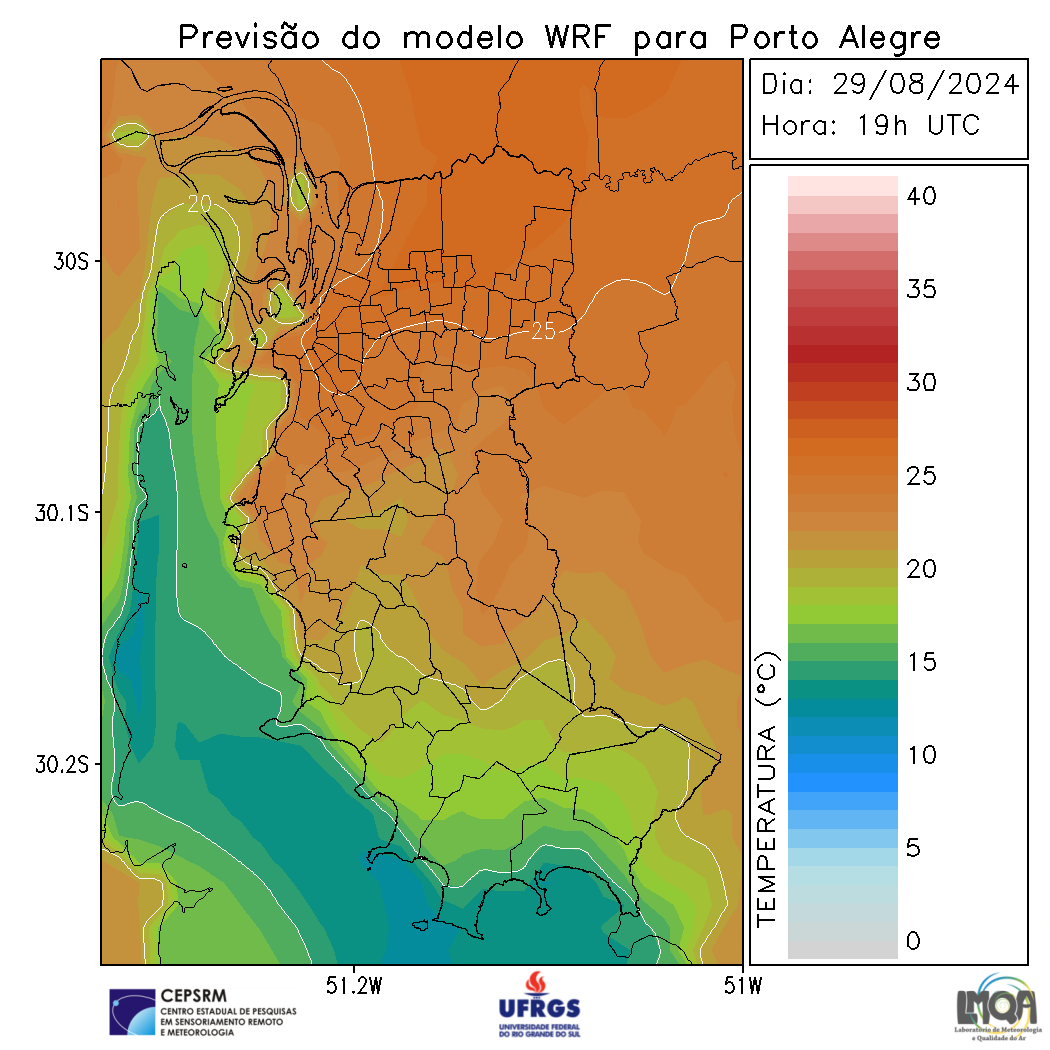 Previsão do modelo WRF para Porto Alegre
Dia: 29/08/2024
Hora: 19h UTC
20
25
30S
30.1S
30.2S
51.2W
51W
TEMPERATURA (°C)
40
35
30
25
20
15
10
5
0
CEPSRM
CENTRO ESTADUAL DE PESQUISAS
EM SENSORIAMENTO REMOTO
E METEOROLOGIA
UFRGS
UNIVERSIDADE FEDERAL
DO RIO GRANDE DO SUL
LMQA
Laboratório de Meteorologia
e Qualidade do Ar